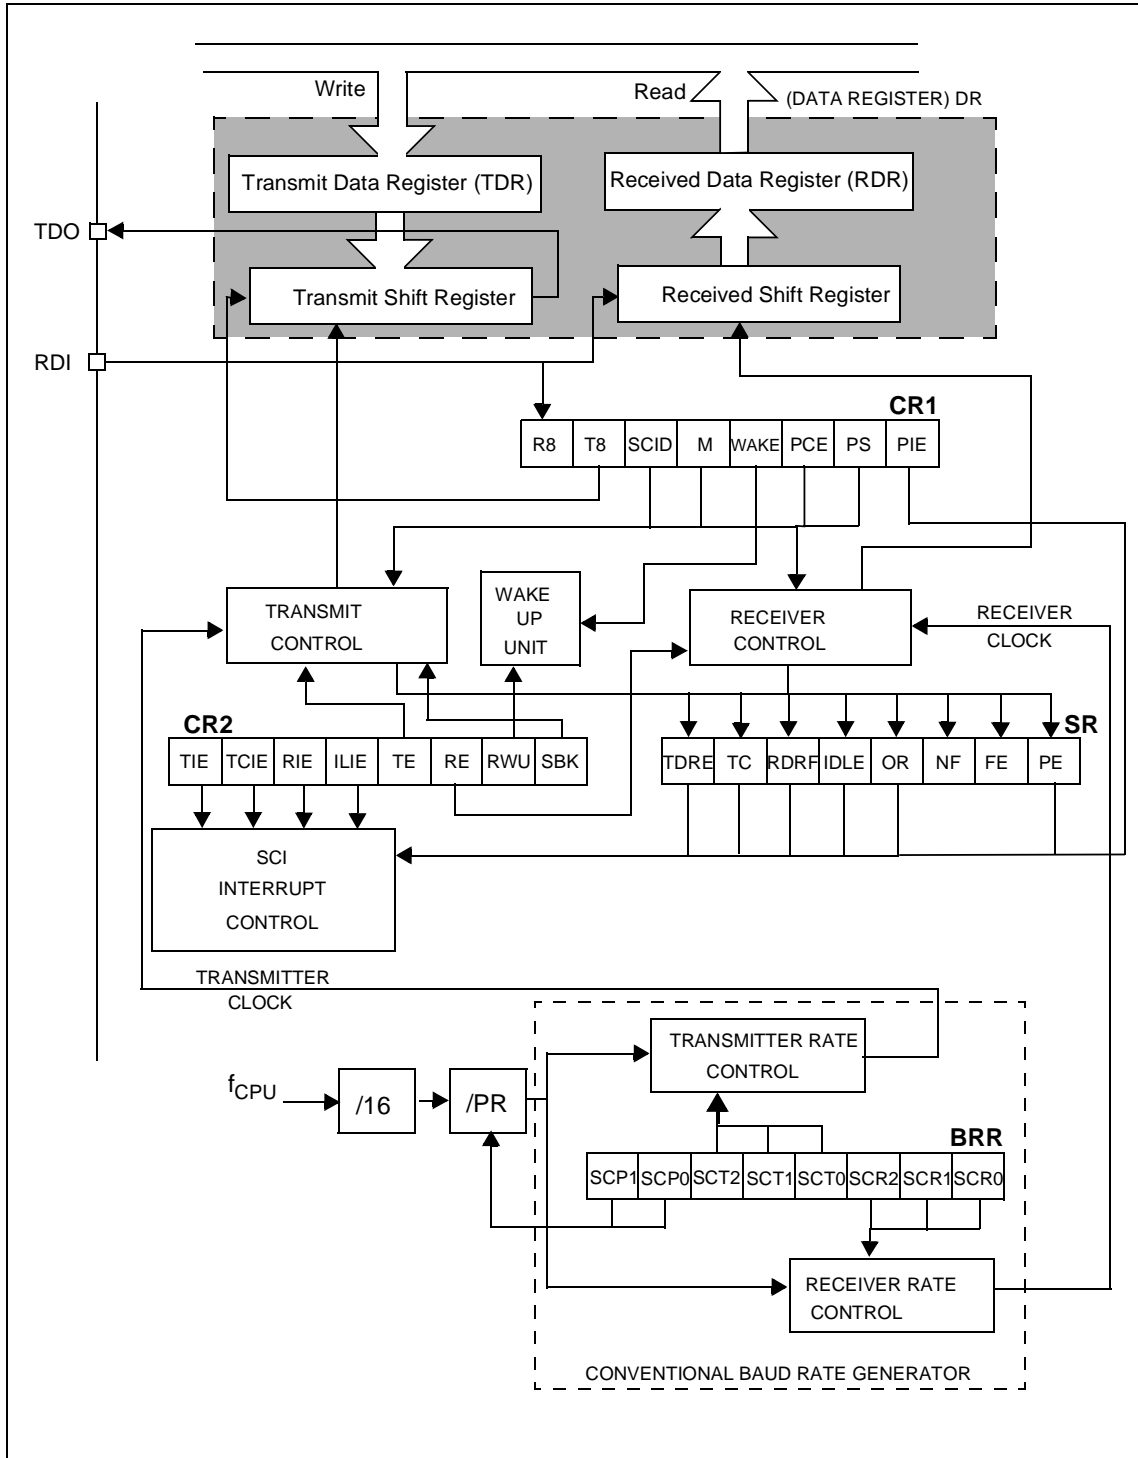 Write
Read
(DATA REGISTER) DR
Transmit Data Register (TDR)
Received Data Register (RDR)
TDO
Transmit Shift Register
Received Shift Register
RDI
CR1
R8 T8 SCID M WAKE PCE PS PIE
TRANSMIT
CONTROL
WAKE
UP
UNIT
RECEIVER
CONTROL
RECEIVER
CLOCK
CR2
TIE TCIE RIE ILIE TE RE RWU SBK
SR
TDRE TC RDRF IDLE OR NF FE PE
SCI
INTERRUPT
CONTROL
TRANSMITTER
CLOCK
TRANSMITTER RATE
CONTROL
fCPU
/16
/PR
BRR
SCP1 SCP0 SCT2 SCT1 SCT0 SCR2 SCR1 SCR0
RECEIVER RATE
CONTROL
CONVENTIONAL BAUD RATE GENERATOR